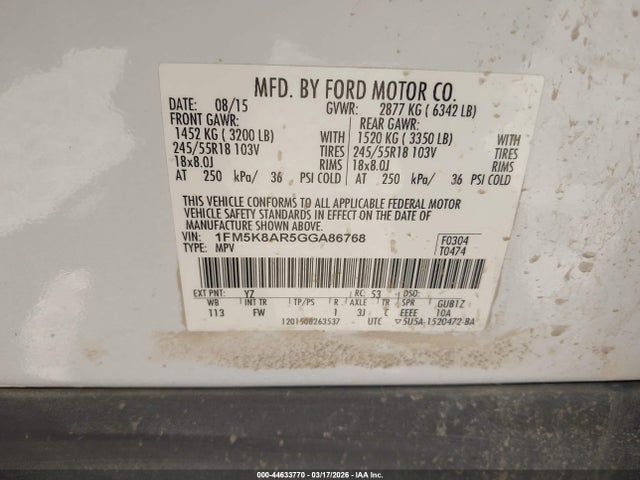 MFD. BY FORD MOTOR CO.
DATE: 08/15 GVWR: 2877 KG ( 6342 LB)
FRONT GAWR: REAR GAWR:
1452 KG ( 3200 LB) WITH 1520 KG ( 3350 LB) WITH
245/55R18 103V TIRES 245/55R18 103V TIRES
18x8.0J RIMS 18x8.0J RIMS
AT 250 kPa/ 36 PSI COLD AT 250 kPa/ 36 PSI COLD
THIS VEHICLE CONFORMS TO ALL APPLICABLE FEDERAL MOTOR
VEHICLE SAFETY STANDARDS IN EFFECT ON THE DATE OF
MANUFACTURE SHOWN ABOVE.
VIN: 1FM5K8AR5GGA86768 F0304
TYPE: MPV T0474
EXT PNT: YZ RC: 53 DSO:
WB INT TR TP/PS R AXLE TR SPR GUB1Z
113 FW 1 3J C EEEE 10A
1201508263537 UTC ▽5U5A-1520472-BA
000-44633770 — 03/17/2026 — IAA Inc.